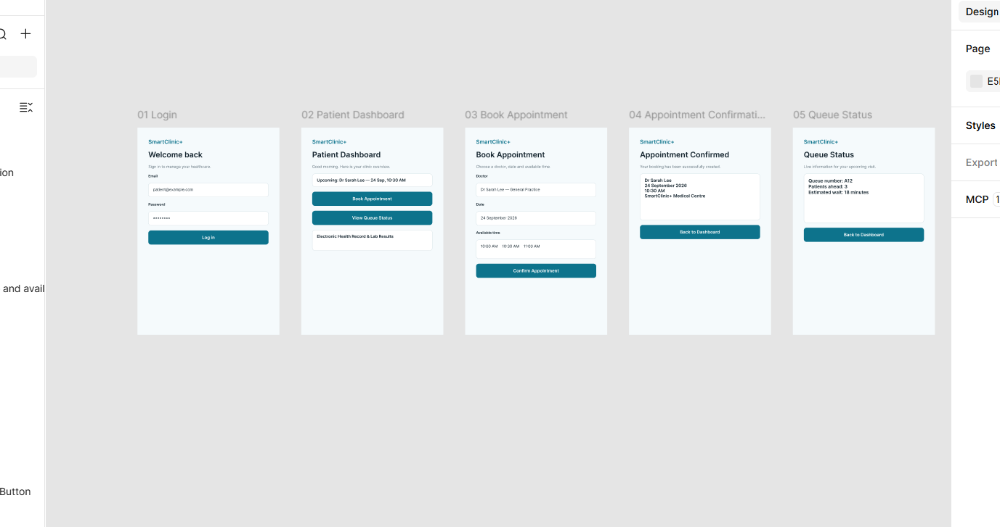 Design
Page
E5
Styles
Export
MCP 1
ion
and avail
Button
01 Login
SmartClinic+
Welcome back
Sign in to manage your healthcare.
Email
patient@example.com
Password
••••••••
Log in
02 Patient Dashboard
SmartClinic+
Patient Dashboard
Good morning. Here is your clinic overview.
Upcoming: Dr Sarah Lee — 24 Sep, 10:30 AM
Book Appointment
View Queue Status
Electronic Health Record & Lab Results
03 Book Appointment
SmartClinic+
Book Appointment
Choose a doctor, date and available time.
Doctor
Dr Sarah Lee — General Practice
Date
24 September 2026
Available time
10:00 AM 10:30 AM 11:00 AM
Confirm Appointment
04 Appointment Confirmati...
SmartClinic+
Appointment Confirmed
Your booking has been successfully created.
Dr Sarah Lee
24 September 2026
10:30 AM
SmartClinic+ Medical Centre
Back to Dashboard
05 Queue Status
SmartClinic+
Queue Status
Live information for your upcoming visit.
Queue number: A12
Patients ahead: 3
Estimated wait: 18 minutes
Back to Dashboard